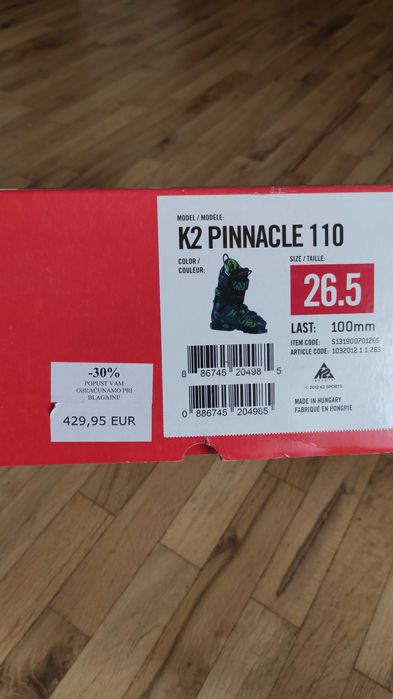 MODEL / MODÈLE:
K2 PINNACLE 110
COLOR /
COULEUR:
SIZE / TAILLE:
26.5
LAST: 100mm
ITEM CODE: S131900701265
ARTICLE CODE: 1032012.1.1.265
8 86745 20498 5
0 886745 204985
K2
SPORTS
© 2012 K2 SPORTS
MADE IN HUNGARY
FABRIQUÉ EN HONGRIE
-30%
POPUST VAM
OBRAČUNAMO PRI
BLAGAJNI!
429,95 EUR